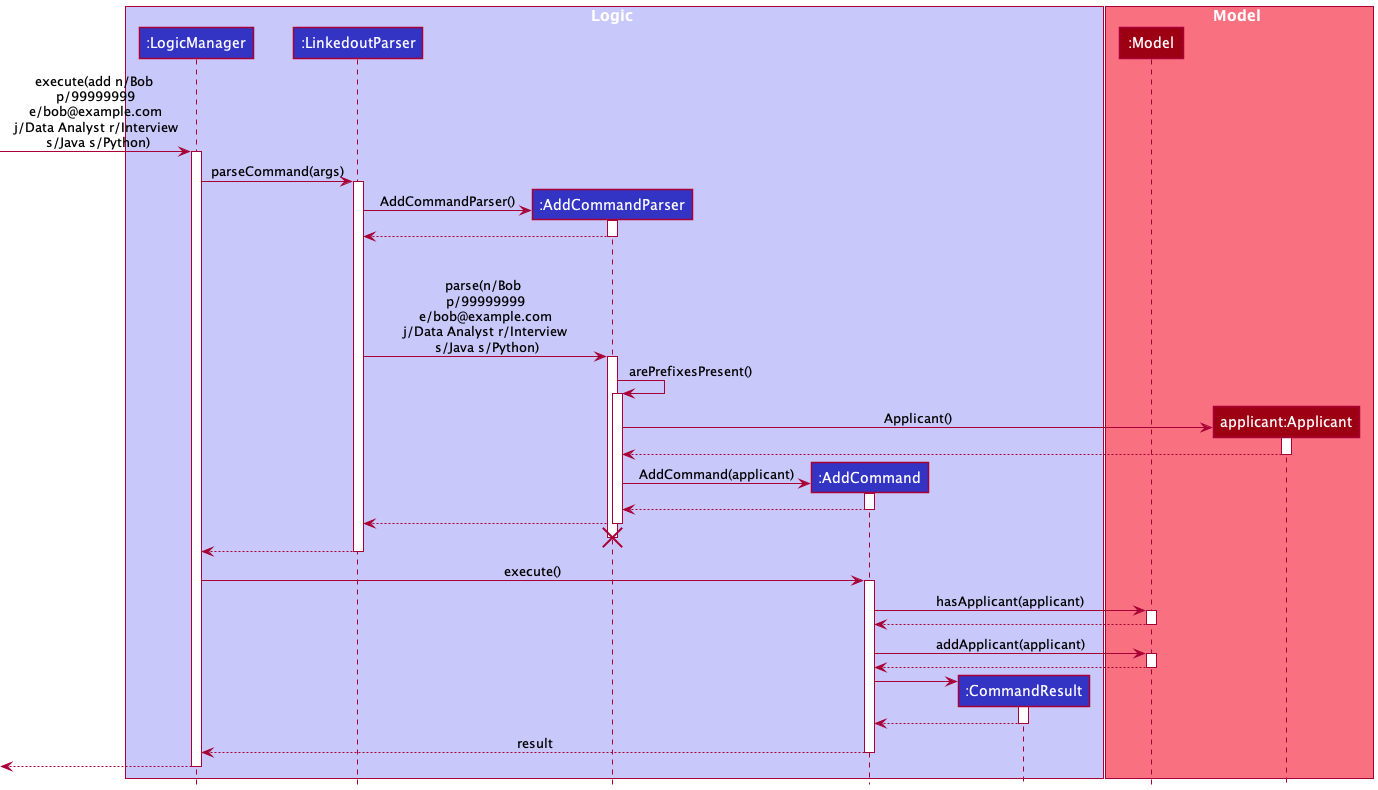 Logic
Model
:LogicManager
:LinkedoutParser
:Model
execute(add n/Bob
p/99999999
e/bob@example.com
j/Data Analyst r/Interview
s/Java s/Python)
parseCommand(args)
AddCommandParser()
:AddCommandParser
parse(n/Bob
p/99999999
e/bob@example.com
j/Data Analyst r/Interview
s/Java s/Python)
arePrefixesPresent()
Applicant()
applicant:Applicant
AddCommand(applicant)
:AddCommand
execute()
hasApplicant(applicant)
addApplicant(applicant)
:CommandResult
result